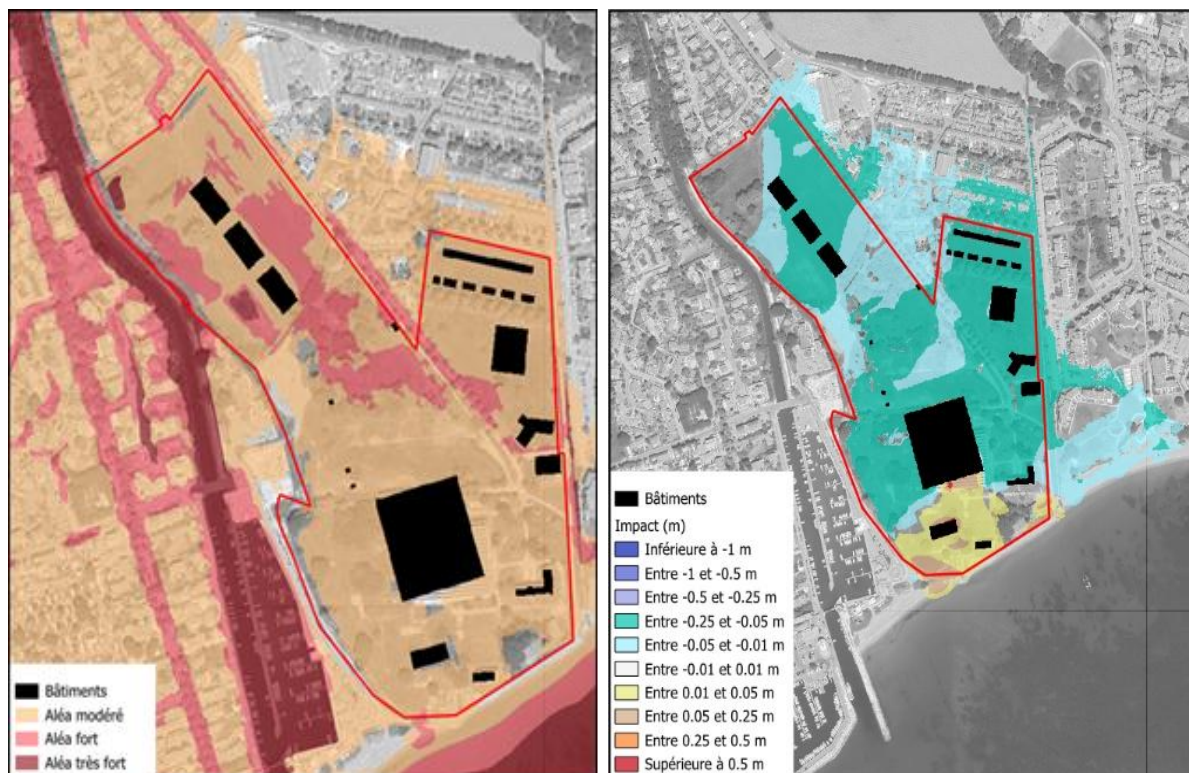 Bâtiments
Aléa modéré
Aléa fort
Aléa très fort
Bâtiments
Impact (m)
Inférieure à -1 m
Entre -1 et -0.5 m
Entre -0.5 et -0.25 m
Entre -0.25 et -0.05 m
Entre -0.05 et -0.01 m
Entre -0.01 et 0.01 m
Entre 0.01 et 0.05 m
Entre 0.05 et 0.25 m
Entre 0.25 et 0.5 m
Supérieure à 0.5 m